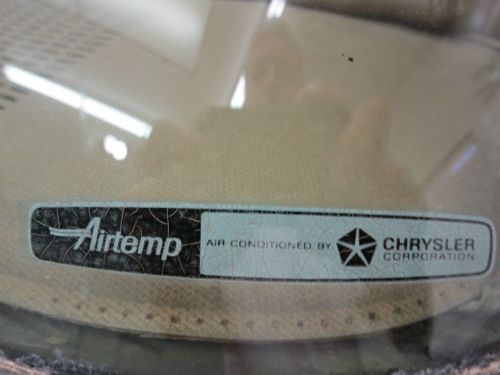 Airtemp
AIR CONDITIONED BY
CHRYSLER
CORPORATION